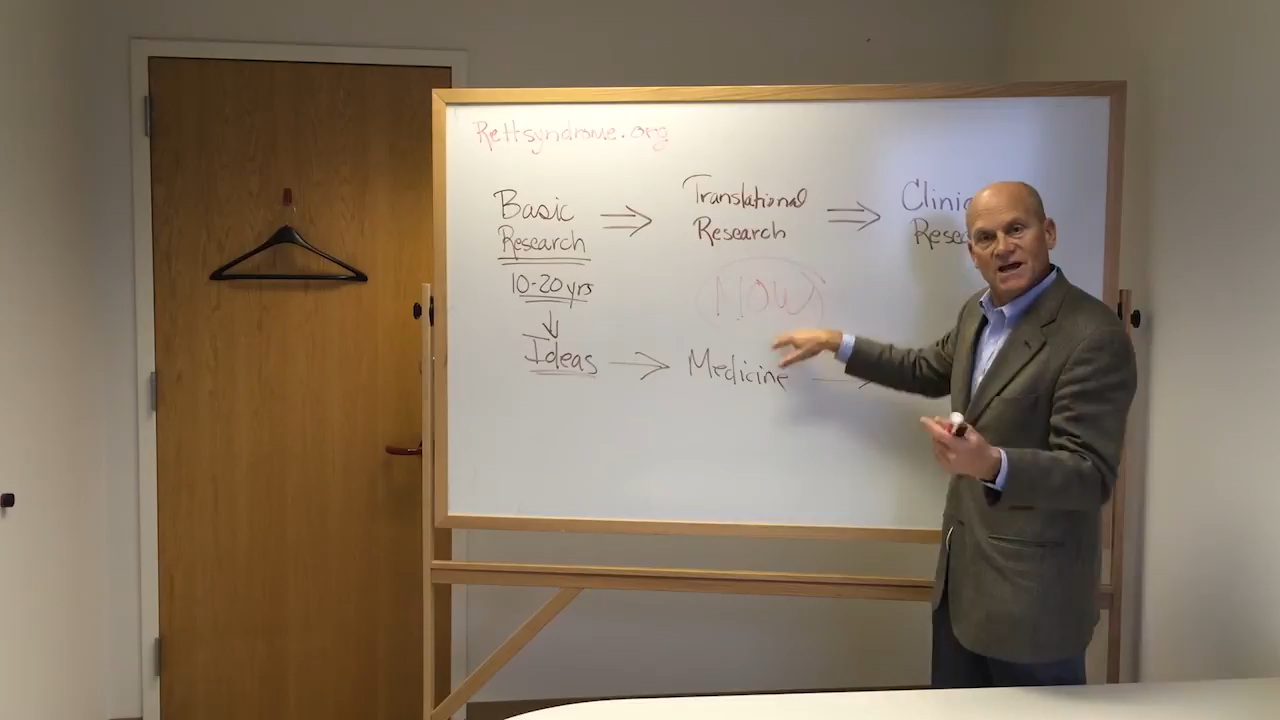 Rettsyndrome.org
Basic
Research
10-20 yrs
Ideas
Translational
Research
NOW
Medicine
Clinic
Resea